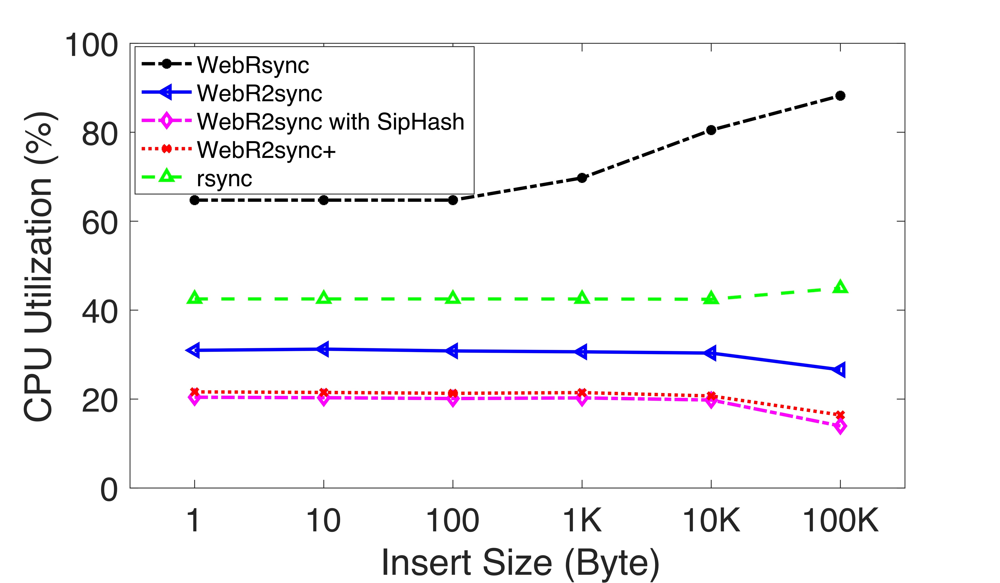 CPU Utilization (%)
100
80
60
40
20
0
WebRsync
WebR2sync
WebR2sync with SipHash
WebR2sync+
rsync
1 10 100 1K 10K 100K
Insert Size (Byte)